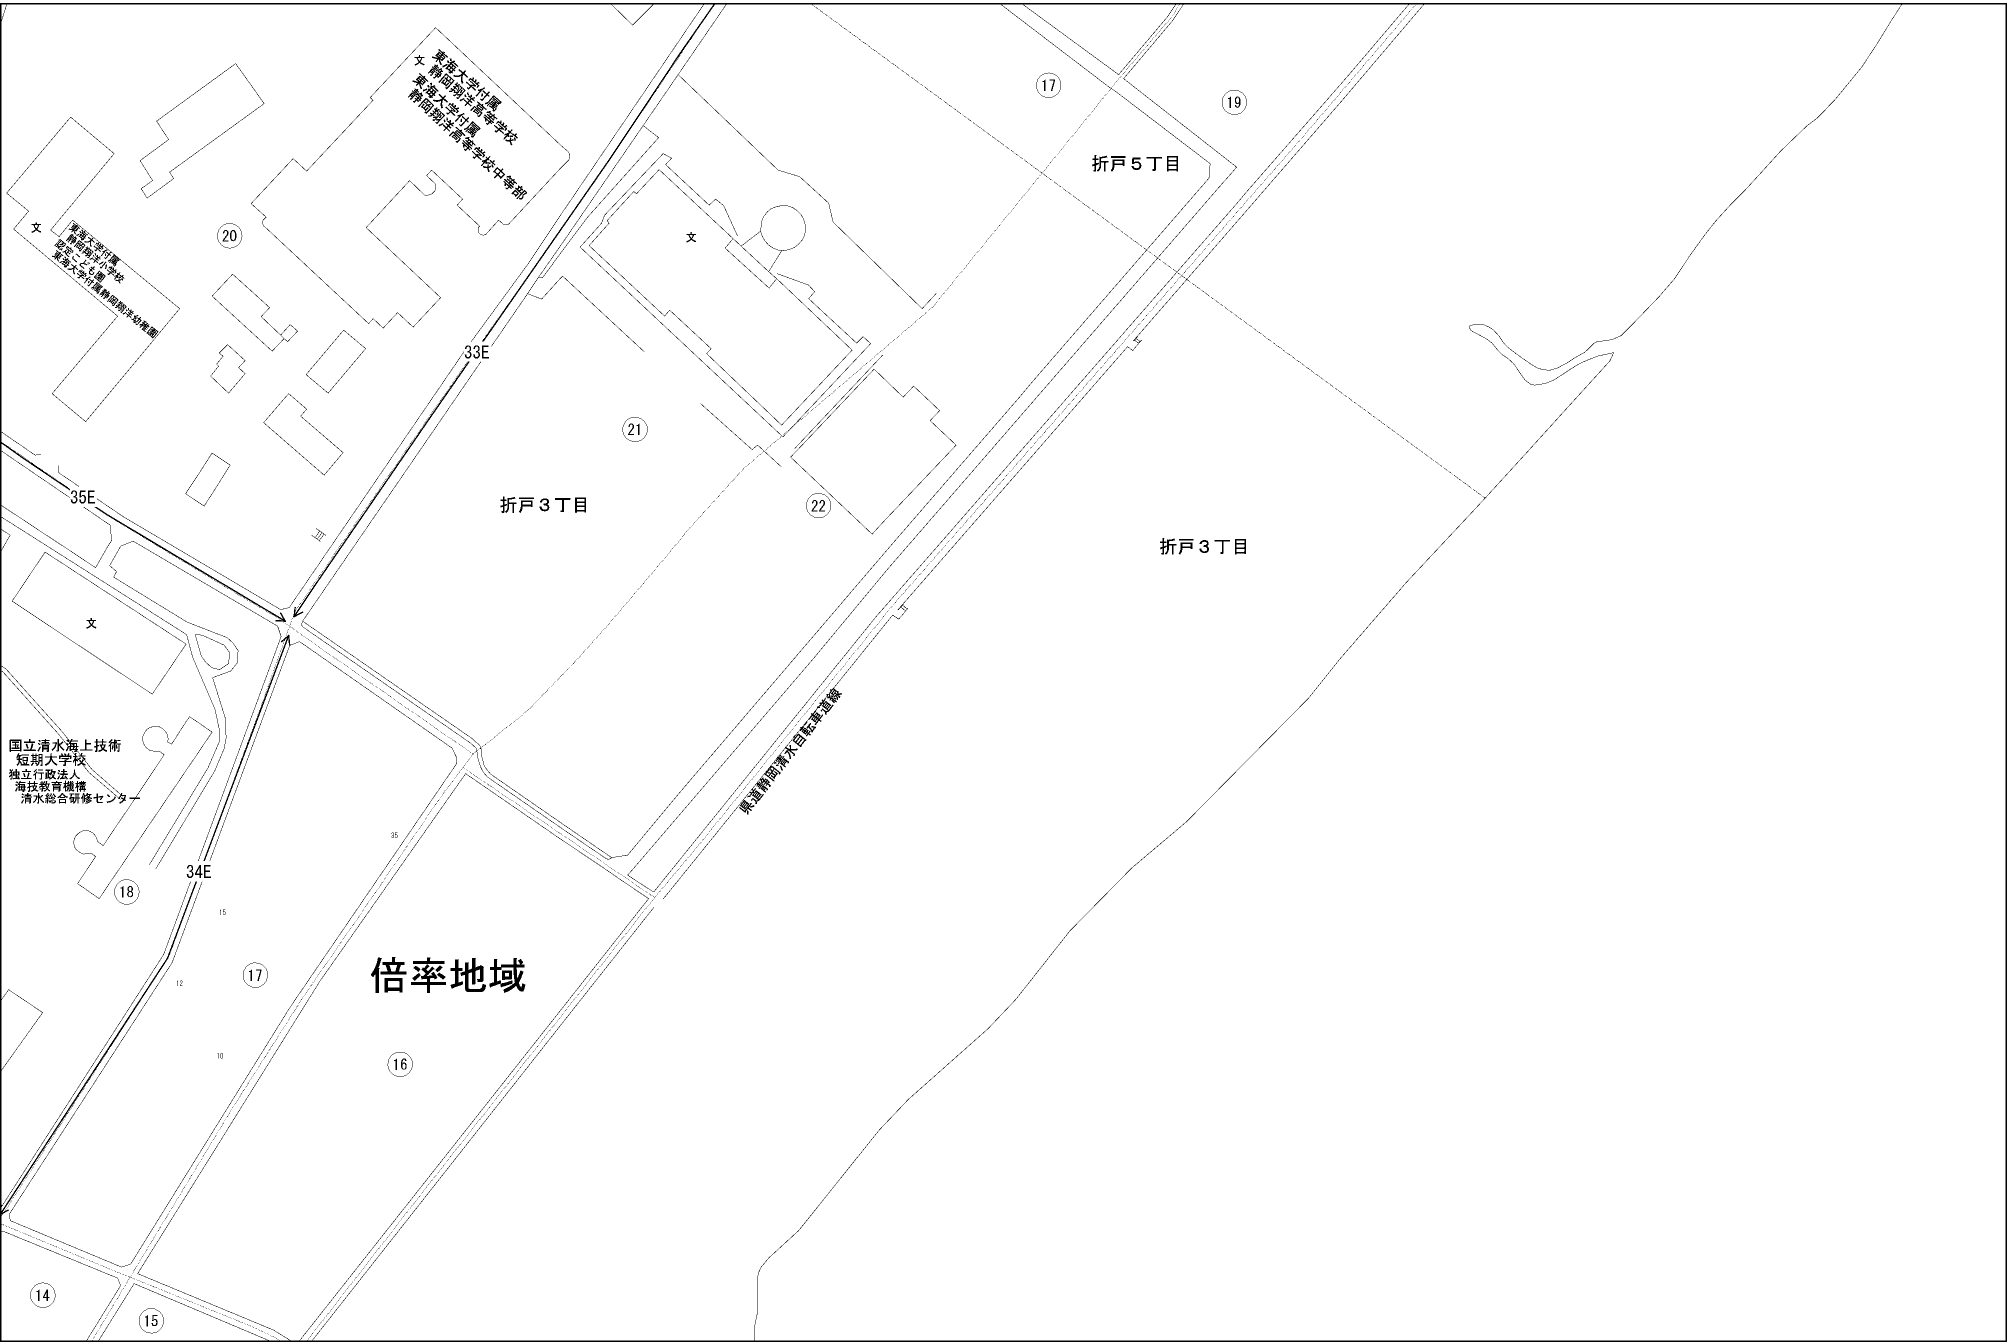 文
東海大学付属
静岡翔洋高等学校
東海大学付属
静岡翔洋高等学校中等部
17
19
折戸５丁目
20
文
東海大学付属
静岡翔洋小学校
認定こども園
東海大学付属静岡翔洋幼稚園
文
33E
21
35E
折戸３丁目
22
折戸３丁目
文
国立清水海上技術
短期大学校
独立行政法人
海技教育機構
清水総合研修センター
県道静岡清水自転車道線
35
34E
18
15
17
12
倍率地域
10
16
14
15